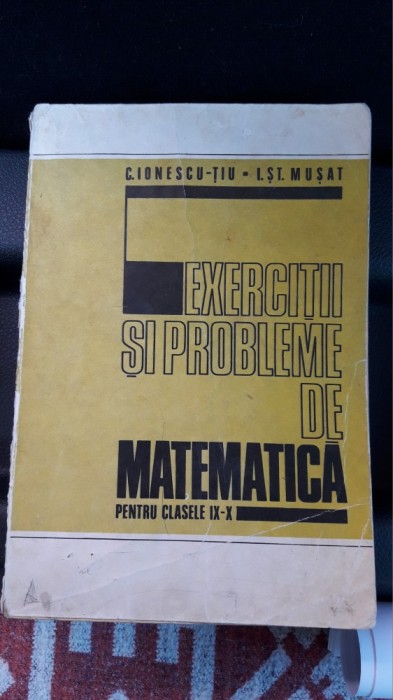 C.IONESCU-ȚIU • I.ȘT. MUȘAT
EXERCIȚII
ȘI PROBLEME
DE
MATEMATICĂ
PENTRU CLASELE IX-X